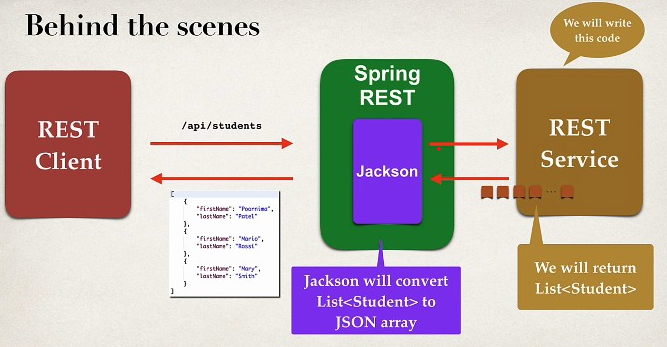 Behind the scenes
We will write
this code
REST
Client
/api/students
Spring
REST
Jackson
REST
Service
[
{
"firstName": "Poornima",
"lastName": "Patel"
},
{
"firstName": "Mario",
"lastName": "Rossi"
},
{
"firstName": "Mary",
"lastName": "Smith"
}
]
...
Jackson will convert
List<Student> to
JSON array
We will return
List<Student>